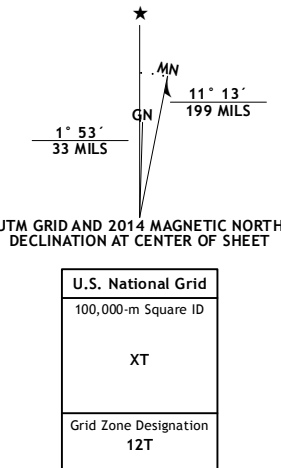 ★
MN
11° 13´
199 MILS
GN
1° 53´
33 MILS
UTM GRID AND 2014 MAGNETIC NORTH
DECLINATION AT CENTER OF SHEET
U.S. National Grid
100,000-m Square ID
XT
Grid Zone Designation
12T